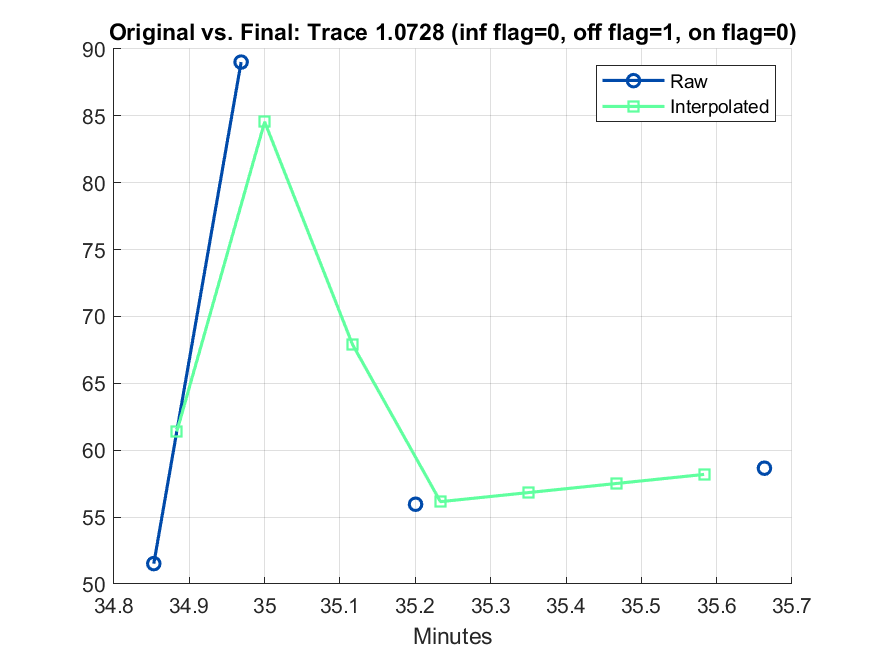 Original vs. Final: Trace 1.0728 (inf flag=0, off flag=1, on flag=0)
90
85
80
75
70
65
60
55
50
Raw
Interpolated
34.8 34.9 35 35.1 35.2 35.3 35.4 35.5 35.6 35.7
Minutes